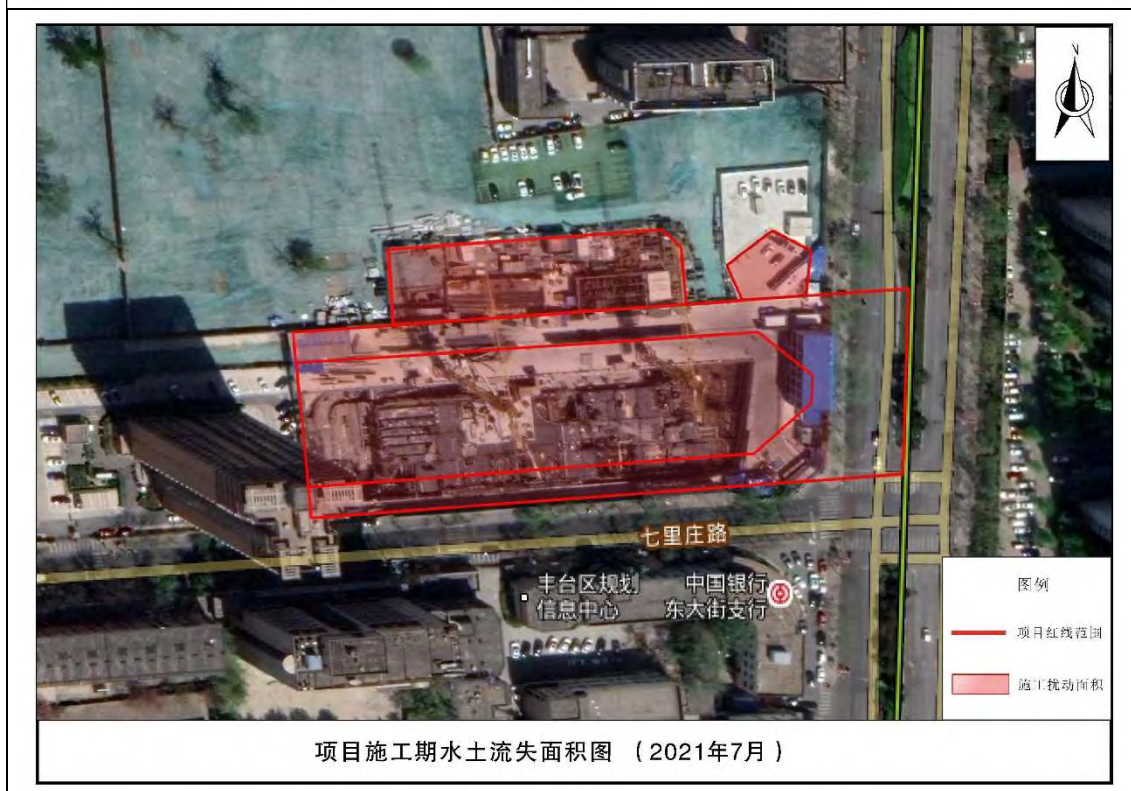 N
七里庄路
丰台区规划
信息中心
中国银行
东大街支行
图例
项目红线范围
施工扰动面积
项目施工期水土流失面积图 （2021年7月）